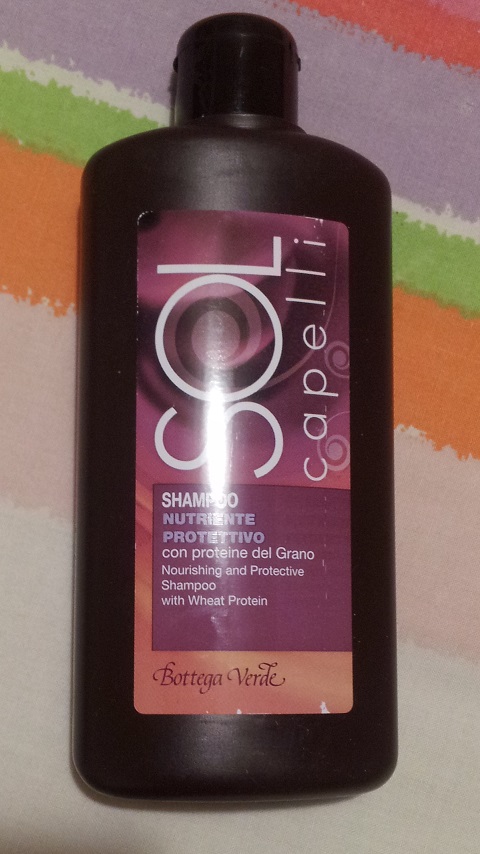 SOL
capelli
SHAMPOO
NUTRIENTE
PROTETTIVO
con proteine del Grano
Nourishing and Protective
Shampoo
with Wheat Protein
Bottega Verde